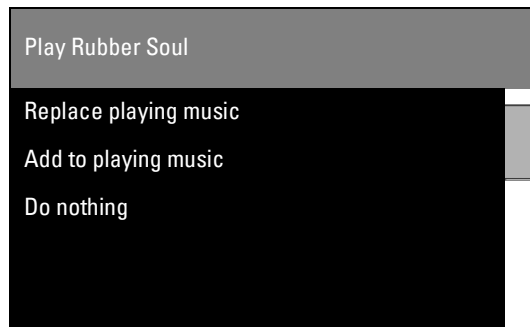 Play Rubber Soul
Replace playing music
Add to playing music
Do nothing